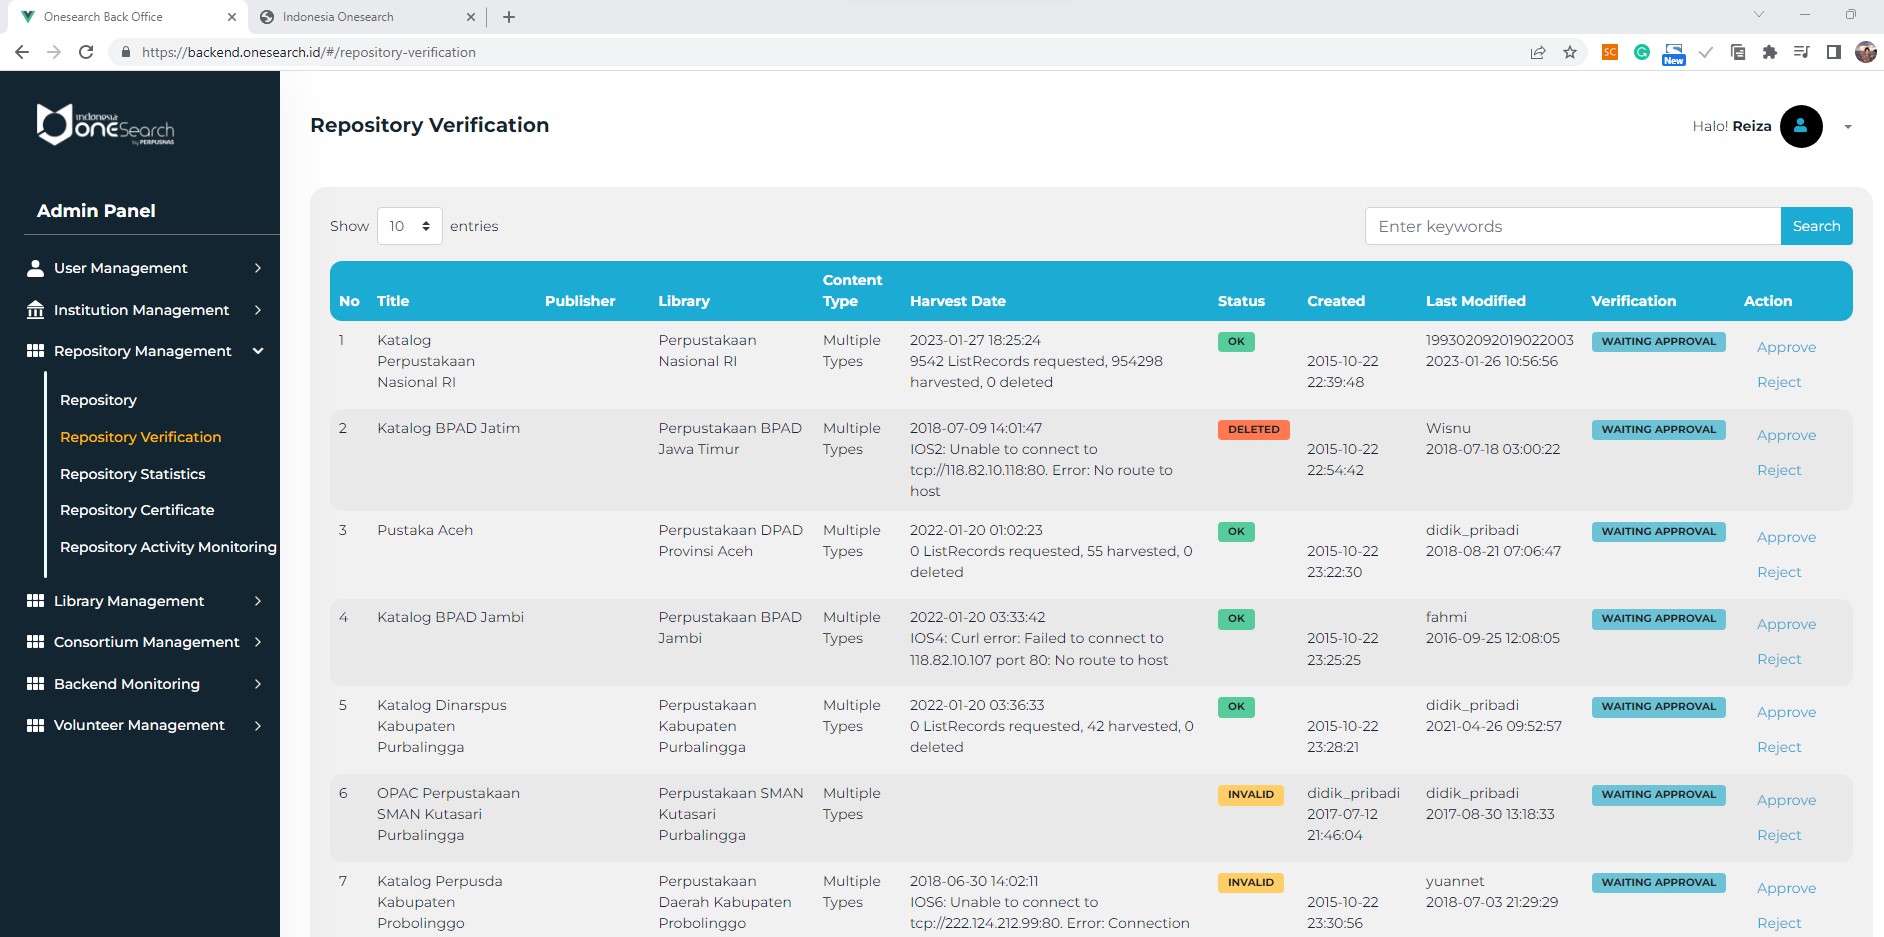 Onesearch Back Office
Indonesia Onesearch
https://backend.onesearch.id/#/repository-verification
SC
New
Indonesia
oneSearch
by PERPUSNAS
Repository Verification
Halo! Reiza
Admin Panel
User Management
Institution Management
Repository Management
Repository
Repository Verification
Repository Statistics
Repository Certificate
Repository Activity Monitoring
Library Management
Consortium Management
Backend Monitoring
Volunteer Management
Show 10 entries
Enter keywords
Search
No Title Publisher Library Content Type Harvest Date Status Created Last Modified Verification Action
1 Katalog Perpustakaan Nasional RI
Perpustakaan Nasional RI
Multiple Types
2023-01-27 18:25:24
9542 ListRecords requested, 954298
harvested, 0 deleted
OK
2015-10-22
22:39:48
199302092019022003
2023-01-26 10:56:56
WAITING APPROVAL
Approve
Reject
2 Katalog BPAD Jatim
Perpustakaan BPAD
Jawa Timur
Multiple
Types
2018-07-09 14:01:47
IOS2: Unable to connect to
tcp://118.82.10.118:80. Error: No route to
host
DELETED
2015-10-22
22:54:42
Wisnu
2018-07-18 03:00:22
WAITING APPROVAL
Approve
Reject
3 Pustaka Aceh
Perpustakaan DPAD
Provinsi Aceh
Multiple
Types
2022-01-20 01:02:23
0 ListRecords requested, 55 harvested, 0
deleted
OK
2015-10-22
23:22:30
didik_pribadi
2018-08-21 07:06:47
WAITING APPROVAL
Approve
Reject
4 Katalog BPAD Jambi
Perpustakaan BPAD
Jambi
Multiple
Types
2022-01-20 03:33:42
IOS4: Curl error: Failed to connect to
118.82.10.107 port 80: No route to host
OK
2015-10-22
23:25:25
fahmi
2016-09-25 12:08:05
WAITING APPROVAL
Approve
Reject
5 Katalog Dinarspus
Kabupaten
Purbalingga
Perpustakaan
Kabupaten
Purbalingga
Multiple
Types
2022-01-20 03:36:33
0 ListRecords requested, 42 harvested, 0
deleted
OK
2015-10-22
23:28:21
didik_pribadi
2021-04-26 09:52:57
WAITING APPROVAL
Approve
Reject
6 OPAC Perpustakaan
SMAN Kutasari
Purbalingga
Perpustakaan SMAN
Kutasari
Purbalingga
Multiple
Types
INVALID
didik_pribadi
2017-07-12
21:46:04
didik_pribadi
2017-08-30 13:18:33
WAITING APPROVAL
Approve
Reject
7 Katalog Perpusda
Kabupaten
Probolinggo
Perpustakaan
Daerah Kabupaten
Probolinggo
Multiple
Types
2018-06-30 14:02:11
IOS6: Unable to connect to
tcp://222.124.212.99:80. Error: Connection
INVALID
2015-10-22
23:30:56
yuannet
2018-07-03 21:29:29
WAITING APPROVAL
Approve
Reject